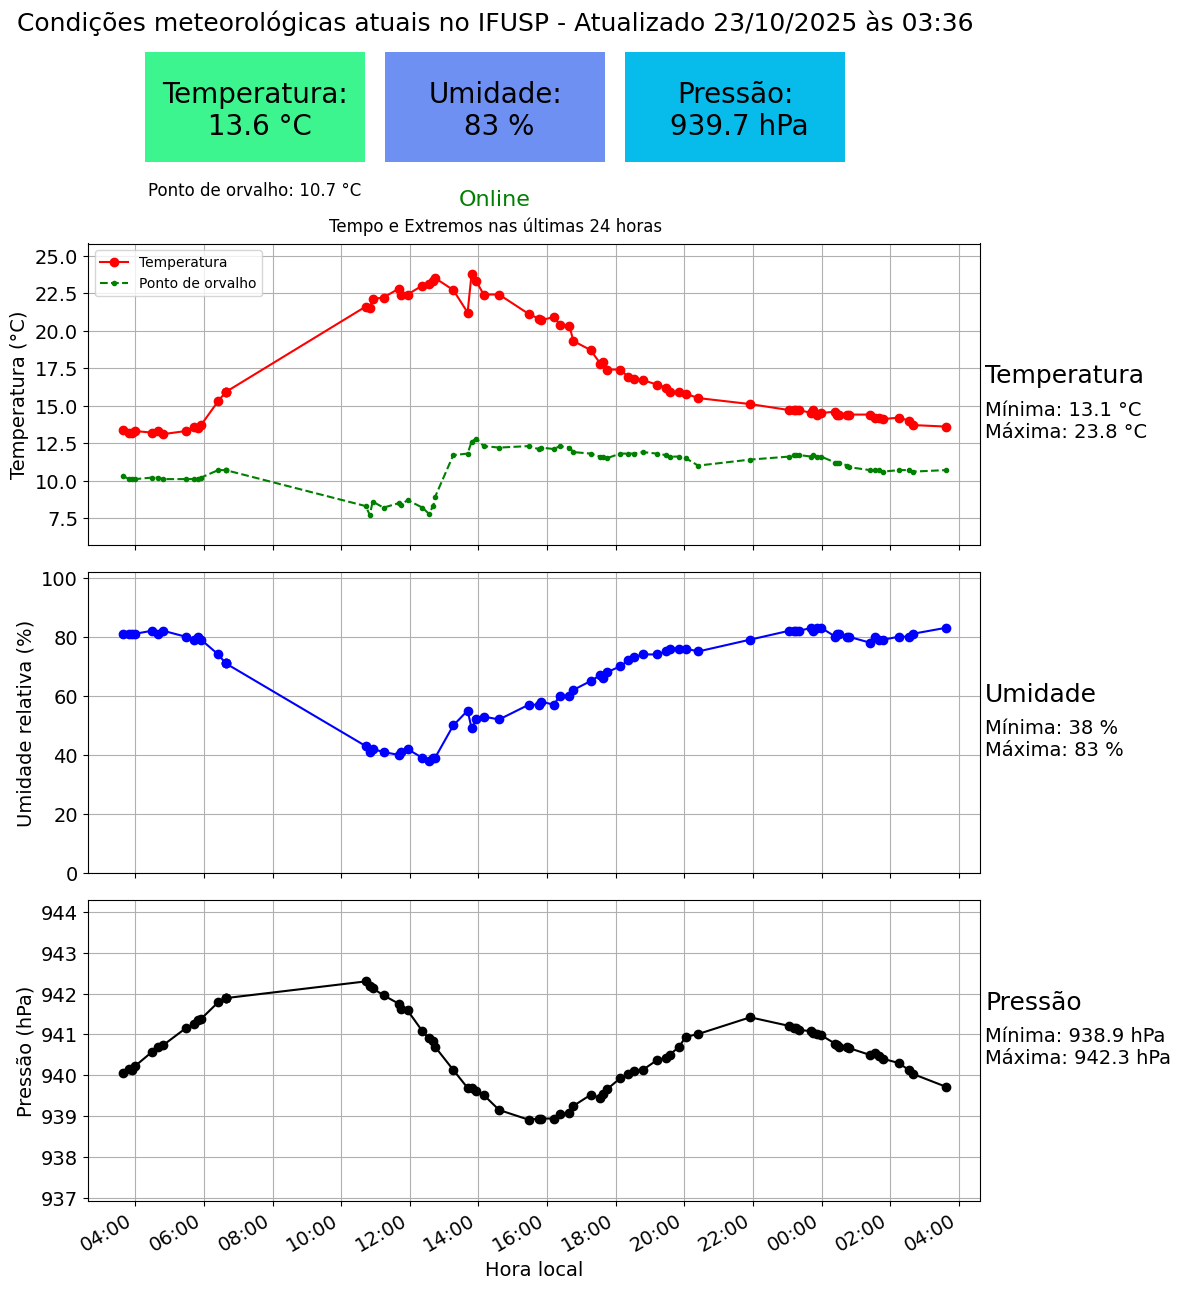 Condições meteorológicas atuais no IFUSP - Atualizado 23/10/2025 às 03:36
Temperatura:
13.6 °C
Umidade:
83 %
Pressão:
939.7 hPa
Ponto de orvalho: 10.7 °C
Online
Tempo e Extremos nas últimas 24 horas
Temperatura
Ponto de orvalho
Temperatura (°C)
25.0
22.5
20.0
17.5
15.0
12.5
10.0
7.5
Temperatura
Mínima: 13.1 °C
Máxima: 23.8 °C
Umidade relativa (%)
100
80
60
40
20
0
Umidade
Mínima: 38 %
Máxima: 83 %
Pressão (hPa)
944
943
942
941
940
939
938
937
Pressão
Mínima: 938.9 hPa
Máxima: 942.3 hPa
04:00 06:00 08:00 10:00 12:00 14:00 16:00 18:00 20:00 22:00 00:00 02:00 04:00
Hora local